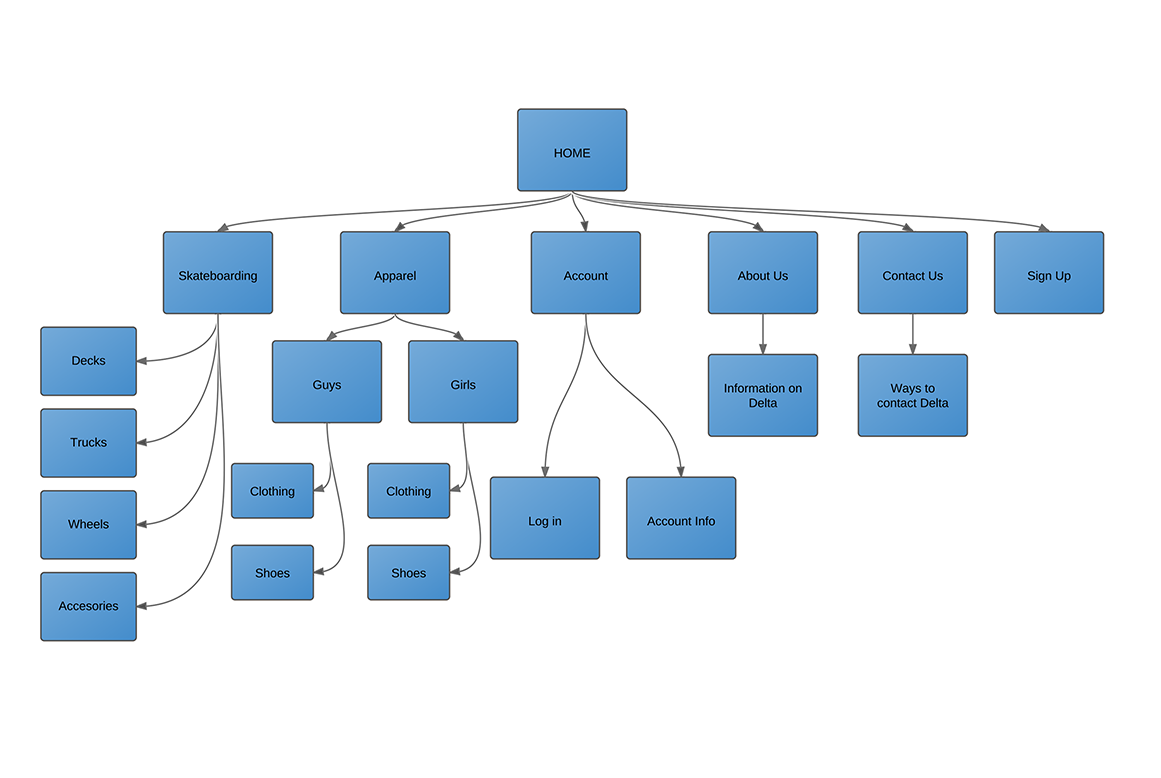 HOME
Skateboarding
Apparel
Account
About Us
Contact Us
Sign Up
Decks
Trucks
Wheels
Accesories
Guys
Girls
Clothing
Shoes
Clothing
Shoes
Log in
Account Info
Information on
Delta
Ways to
contact Delta